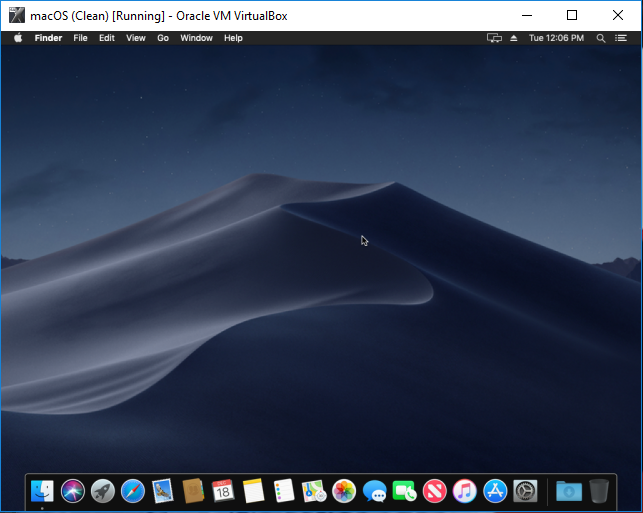 macOS (Clean) [Running] - Oracle VM VirtualBox
Finder File Edit View Go Window Help Tue 12:06 PM
18